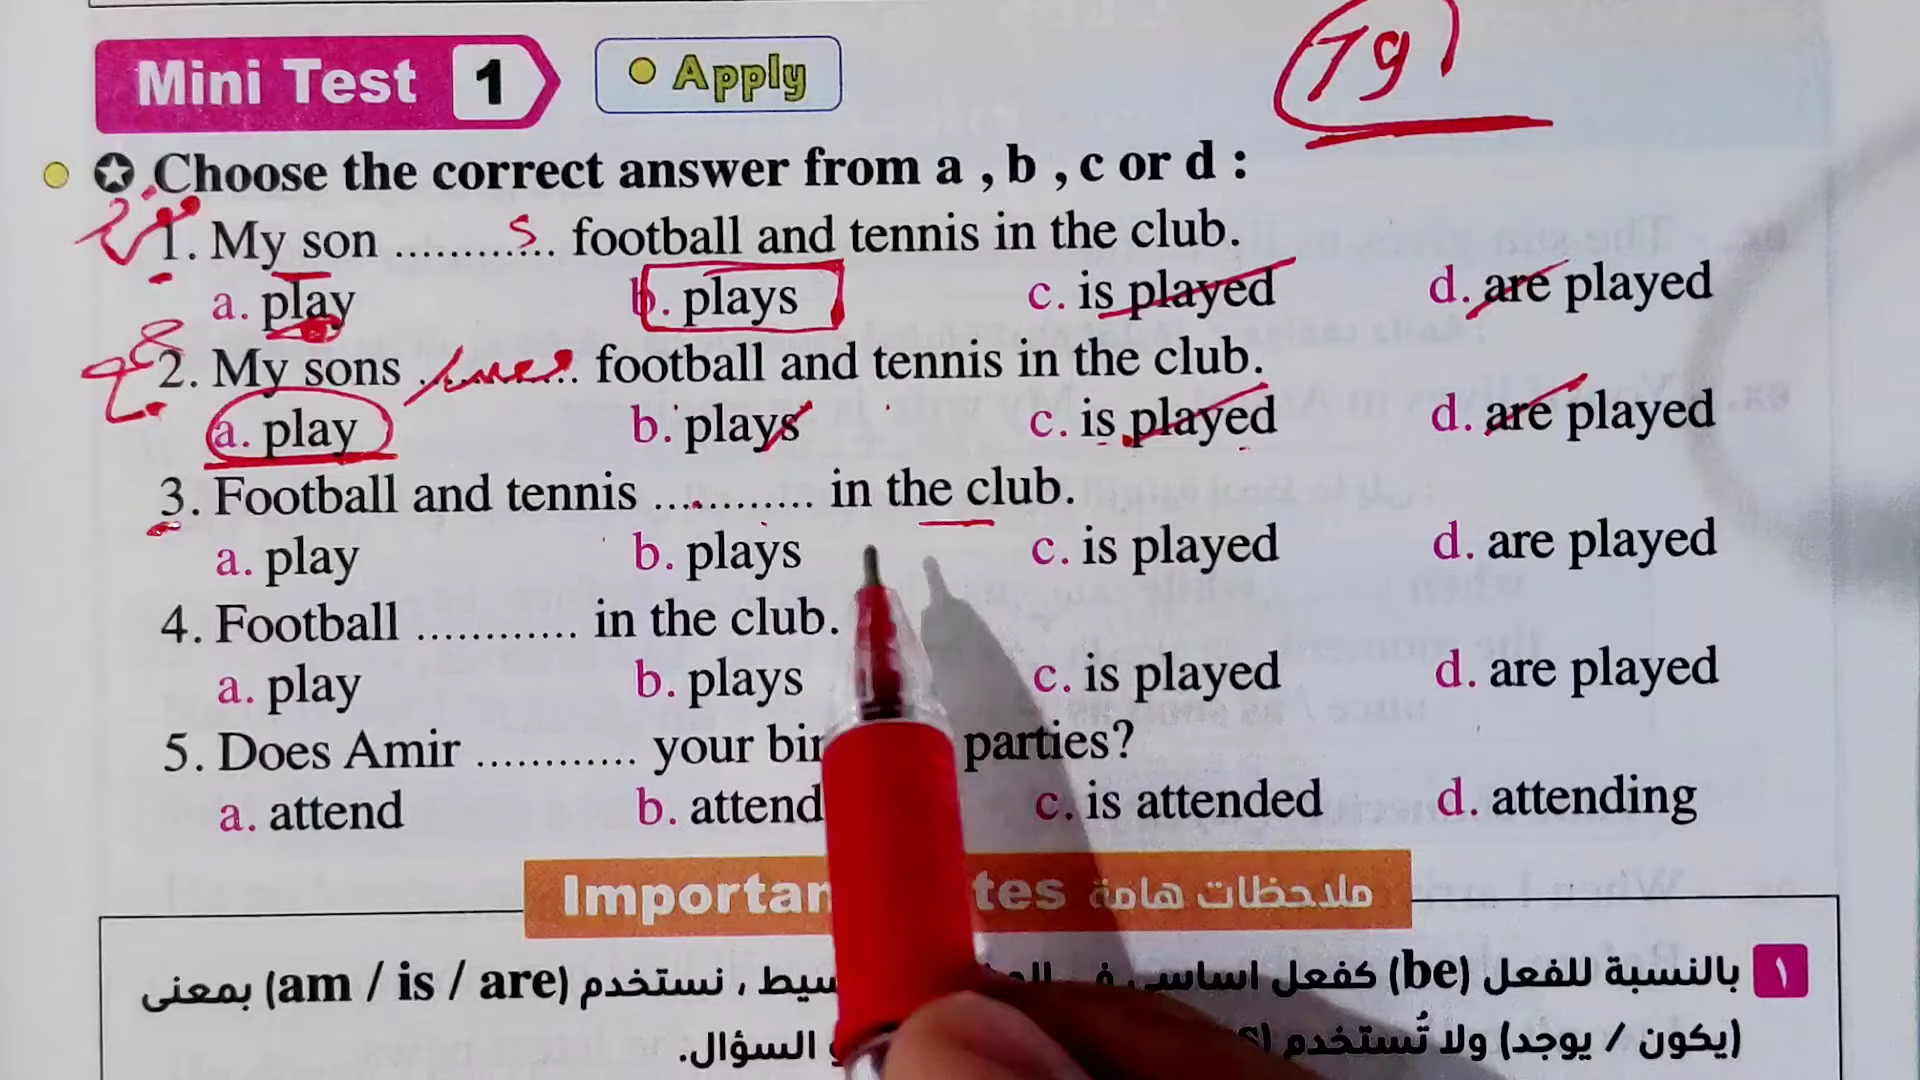 Mini Test 1 Apply
79
Choose the correct answer from a , b , c or d :
1. My son ............ football and tennis in the club.
s
a. play b. plays c. is played d. are played
2. My sons ............ football and tennis in the club.
a. play b. plays c. is played d. are played
3. Football and tennis ............ in the club.
a. play b. plays c. is played d. are played
4. Football ............ in the club.
a. play b. plays c. is played d. are played
5. Does Amir ............ your parties?
a. attend b. attend c. is attended d. attending
Important ملاحظات هامة
١ بالنسبة للفعل (be) كفعل اساسى ، نستخدم (am / is / are) بمعنى
(يكون / يوجد) ولا تُستخدم السؤال.